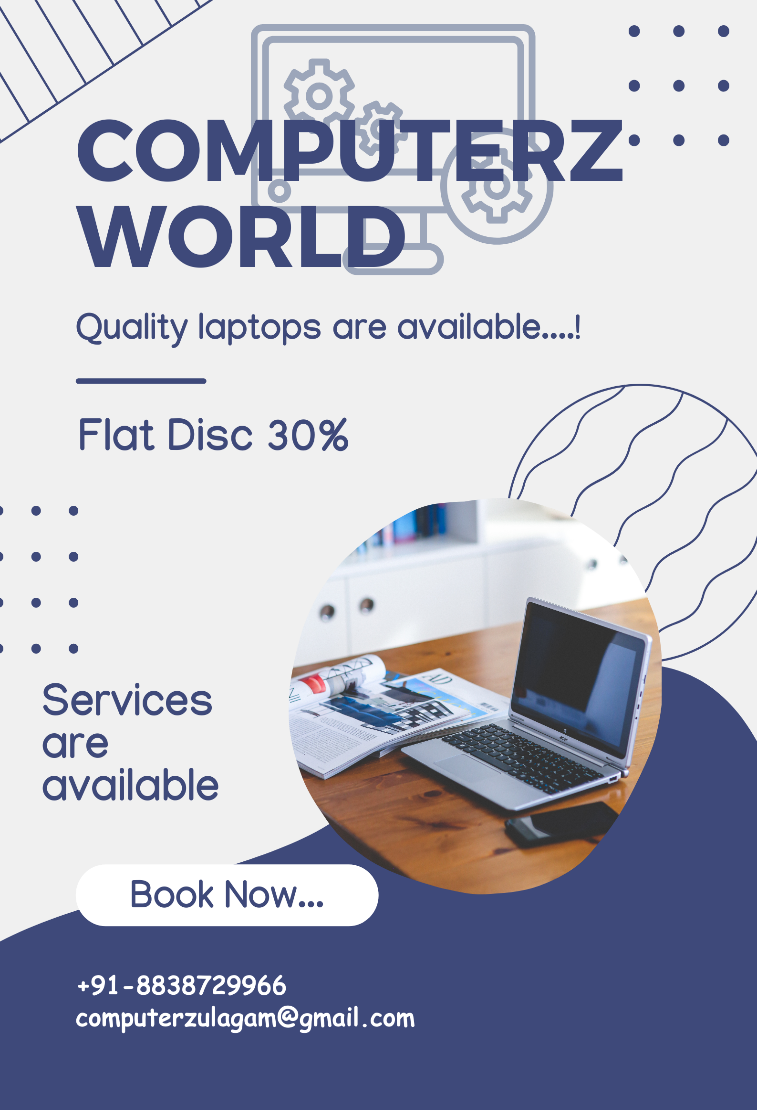 COMPUTERZ
WORLD
Quality laptops are available....!
Flat Disc 30%
Services
are
available
Book Now...
+91-8838729966
computerzulagam@gmail.com